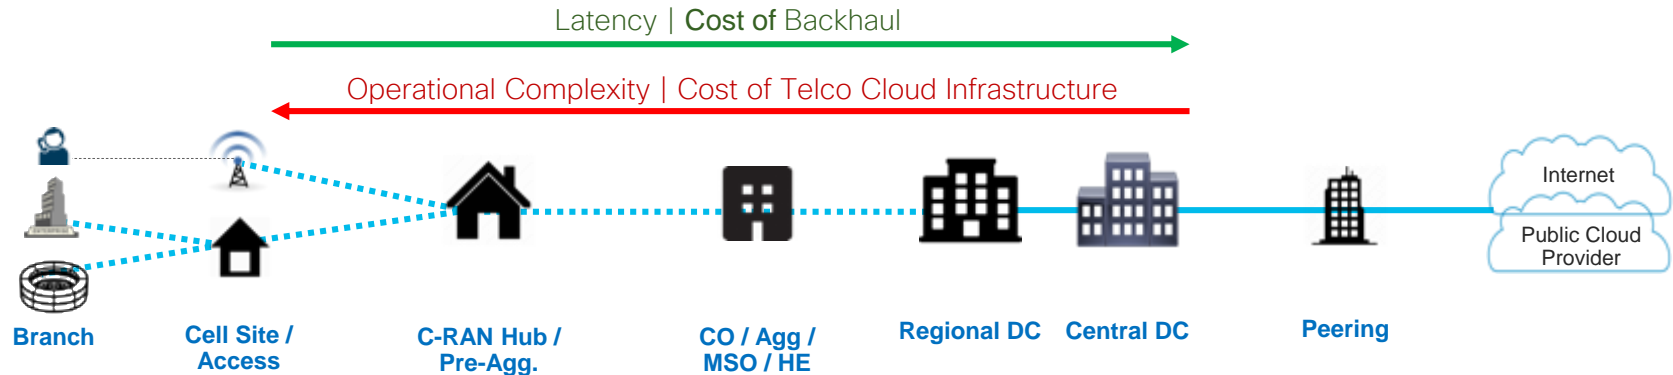 Latency | Cost of Backhaul
Operational Complexity | Cost of Telco Cloud Infrastructure
Internet
Public Cloud
Provider
Branch
Cell Site /
Access
C-RAN Hub /
Pre-Agg.
CO / Agg /
MSO / HE
Regional DC
Central DC
Peering